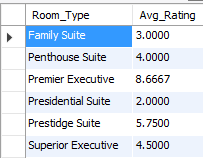 Room_Type Avg_Rating
Family Suite 3.0000
Penthouse Suite 4.0000
Premier Executive 8.6667
Presidential Suite 2.0000
Prestidge Suite 5.7500
Superior Executive 4.5000